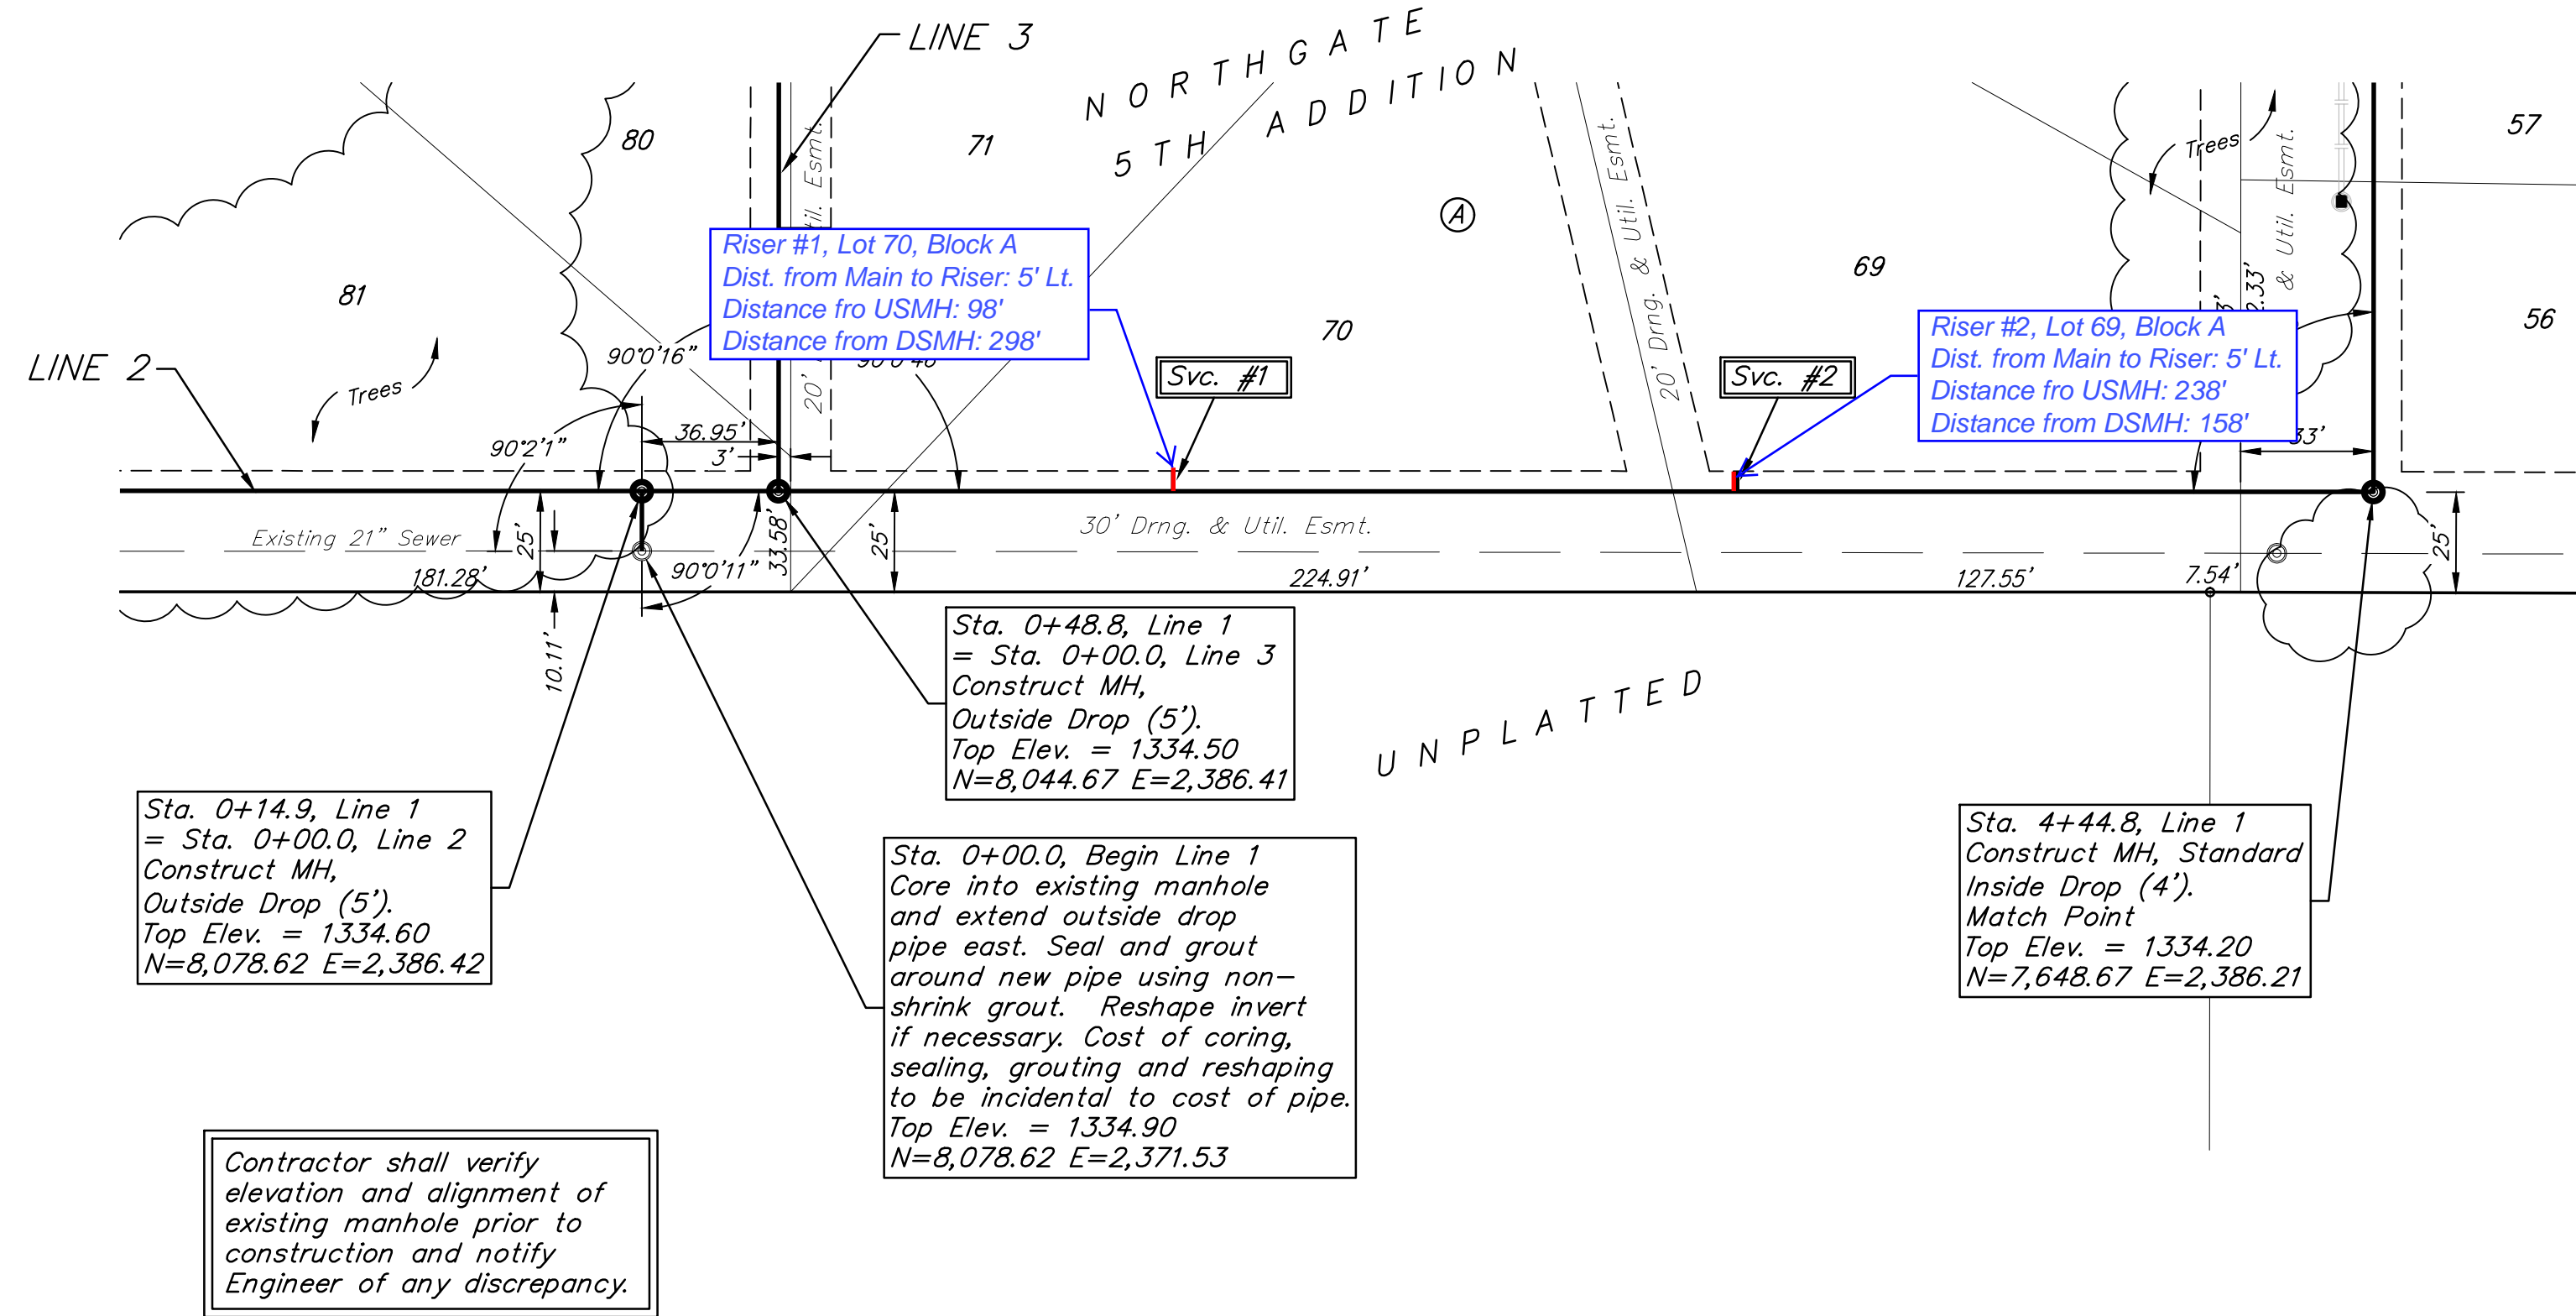 LINE 3
NORTHGATE
5TH ADDITION
80
71
57
Trees
Util. Esmt.
20'
20' Drng. & Util. Esmt.
& Util. Esmt.
A
81
70
69
56
Riser #1, Lot 70, Block A
Dist. from Main to Riser: 5' Lt.
Distance fro USMH: 98'
Distance from DSMH: 298'
Riser #2, Lot 69, Block A
Dist. from Main to Riser: 5' Lt.
Distance fro USMH: 238'
Distance from DSMH: 158'
LINE 2
Trees
90°0'16"
Svc. #1
Svc. #2
90°2'1"
36.95'
3'
Existing 21" Sewer
25'
33.58'
25'
30' Drng. & Util. Esmt.
25'
181.28'
90°0'11"
224.91'
127.55'
7.54'
10.11'
Sta. 0+48.8, Line 1
= Sta. 0+00.0, Line 3
Construct MH,
Outside Drop (5').
Top Elev. = 1334.50
N=8,044.67 E=2,386.41
UNPLATTED
Sta. 0+14.9, Line 1
= Sta. 0+00.0, Line 2
Construct MH,
Outside Drop (5').
Top Elev. = 1334.60
N=8,078.62 E=2,386.42
Sta. 0+00.0, Begin Line 1
Core into existing manhole
and extend outside drop
pipe east. Seal and grout
around new pipe using non-
shrink grout. Reshape invert
if necessary. Cost of coring,
sealing, grouting and reshaping
to be incidental to cost of pipe.
Top Elev. = 1334.90
N=8,078.62 E=2,371.53
Sta. 4+44.8, Line 1
Construct MH, Standard
Inside Drop (4').
Match Point
Top Elev. = 1334.20
N=7,648.67 E=2,386.21
Contractor shall verify
elevation and alignment of
existing manhole prior to
construction and notify
Engineer of any discrepancy.